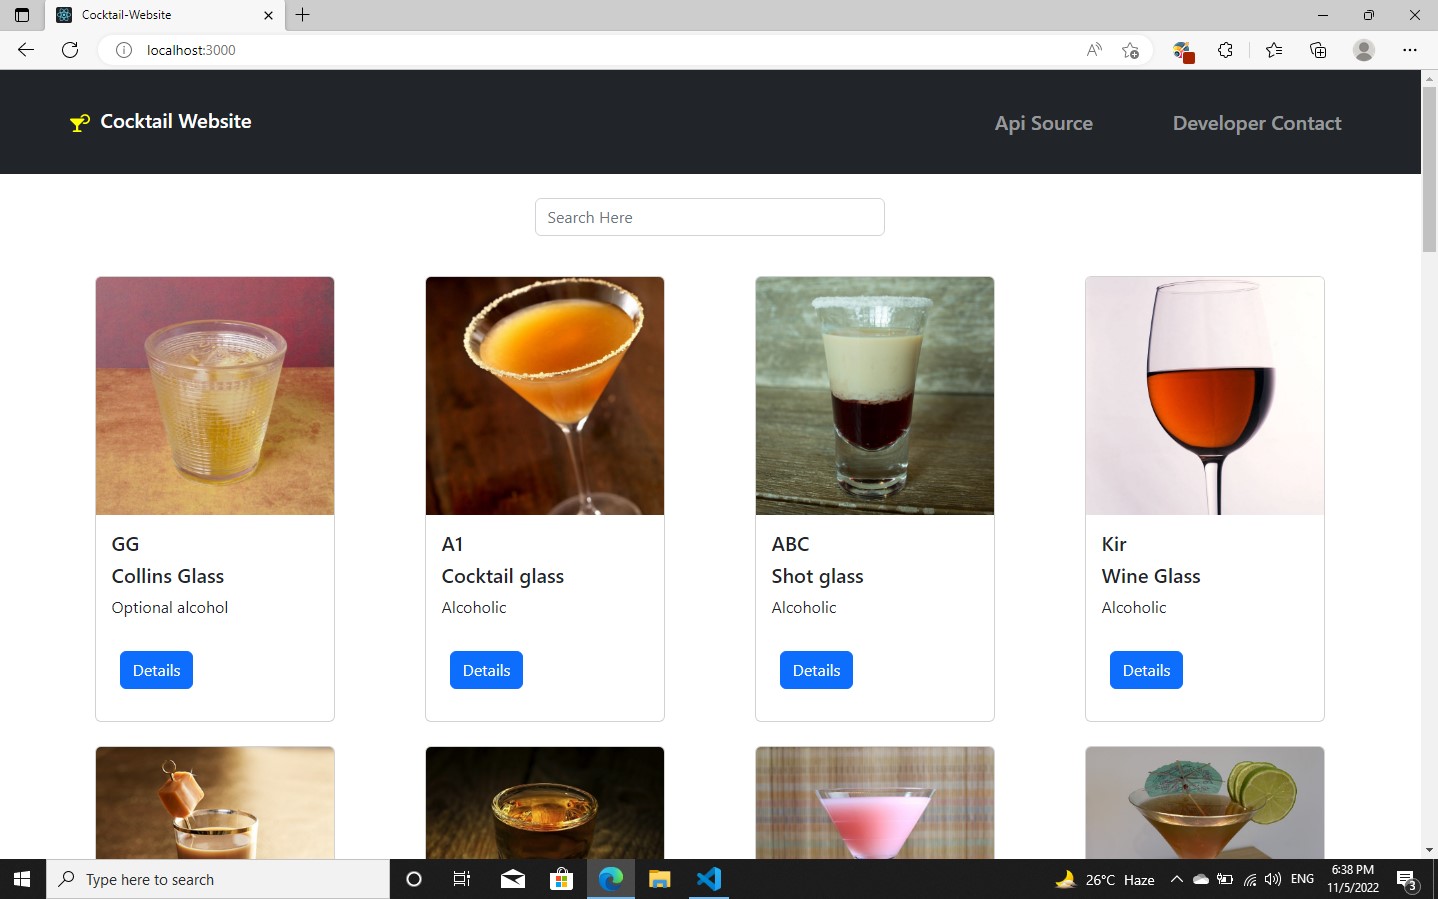 Cocktail-Website
localhost:3000
Cocktail Website
Api Source
Developer Contact
Search Here
GG
Collins Glass
Optional alcohol
Details
A1
Cocktail glass
Alcoholic
Details
ABC
Shot glass
Alcoholic
Details
Kir
Wine Glass
Alcoholic
Details
Type here to search
26°C Haze
ENG
6:38 PM
11/5/2022
3